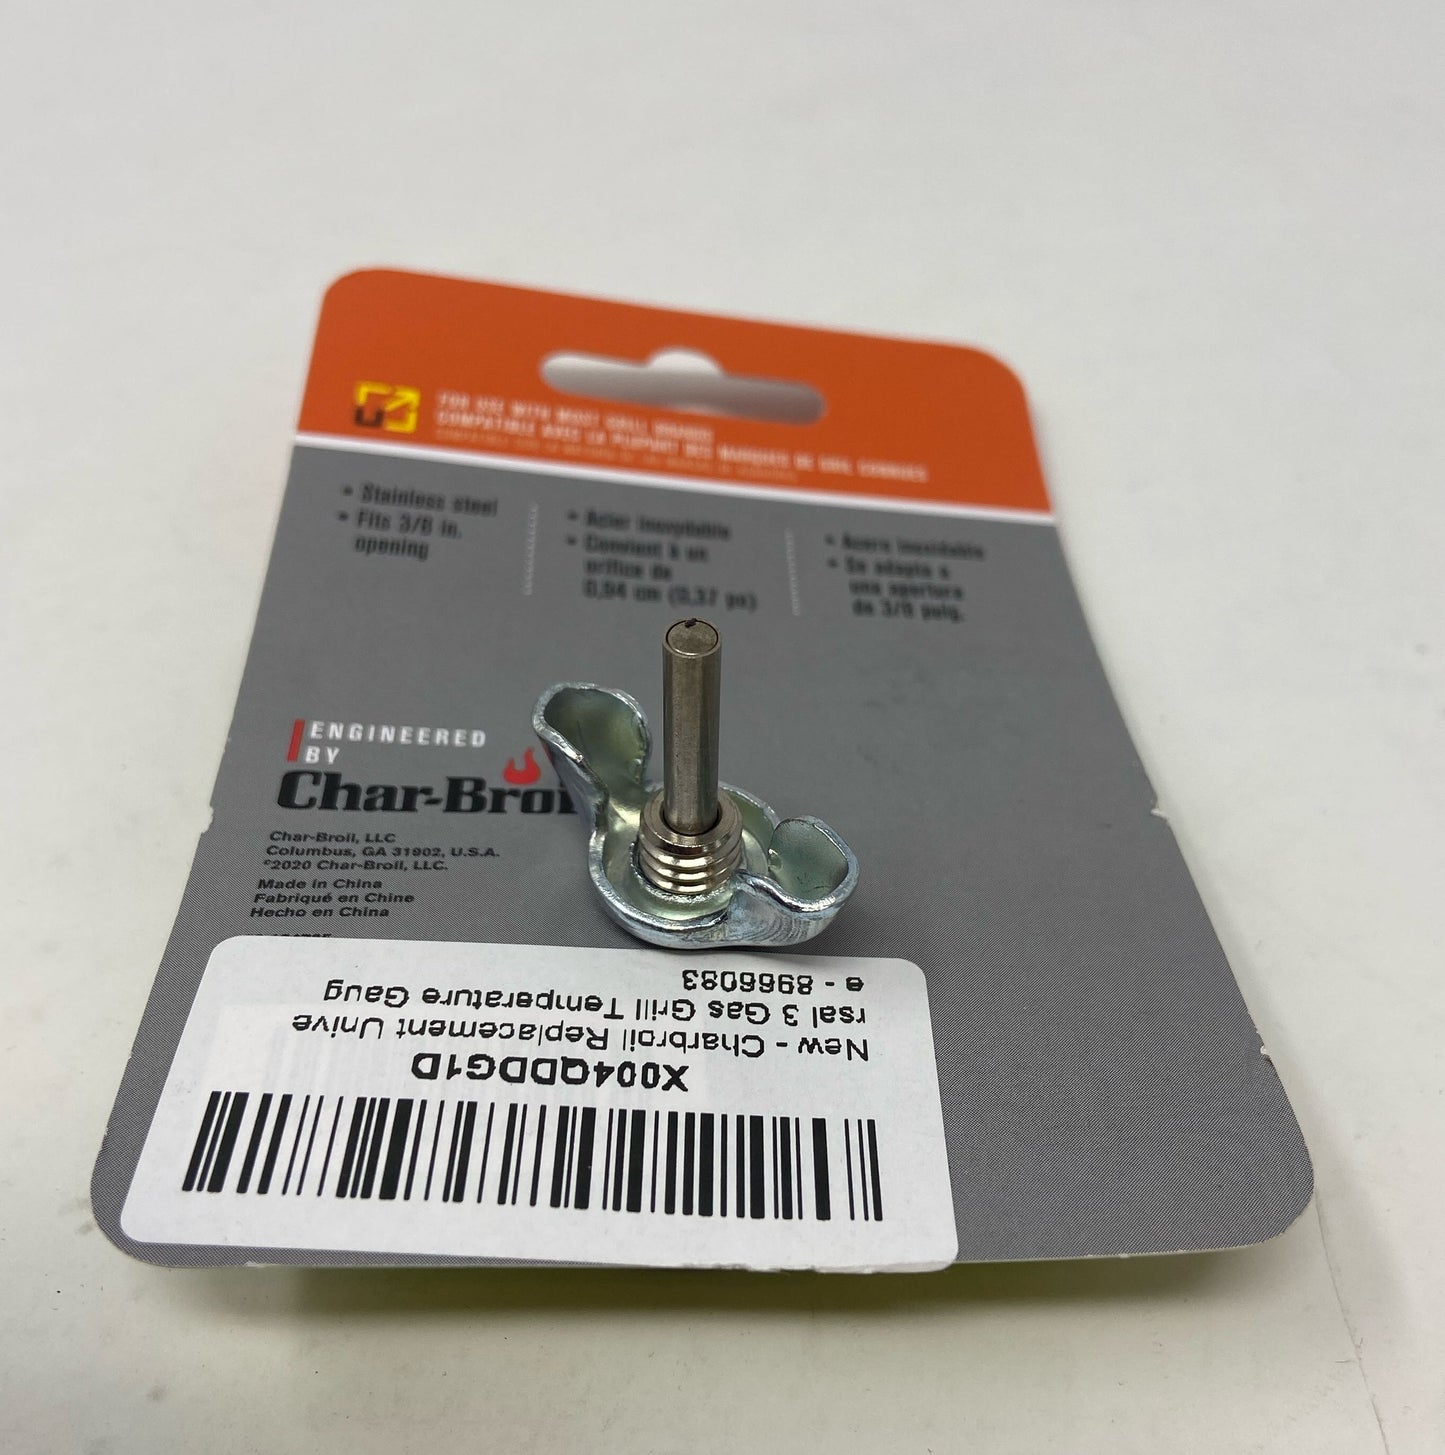 FOR USE WITH MOST GRILL BRANDS
COMPATIBLE AVEC LA PLUPART DES MARQUES DE GRIL CONNUES
• Stainless steel
• Fits 3/8 in.
opening
• Acier inoxydable
• Convient à un
orifice de
0,94 cm (0,37 po)
• Acero inoxidable
• Se adapta a
una apertura
de 3/8 pulg.
ENGINEERED
BY
Char-Broil
Char-Broil, LLC
Columbus, GA 31902, U.S.A.
©2020 Char-Broil, LLC.
Made in China
Fabriqué en Chine
Hecho en China
X004QDDG1D
New - Charbroil Replacement Unive
rsal 3 Gas Grill Temperature Gaug
e - 8966083